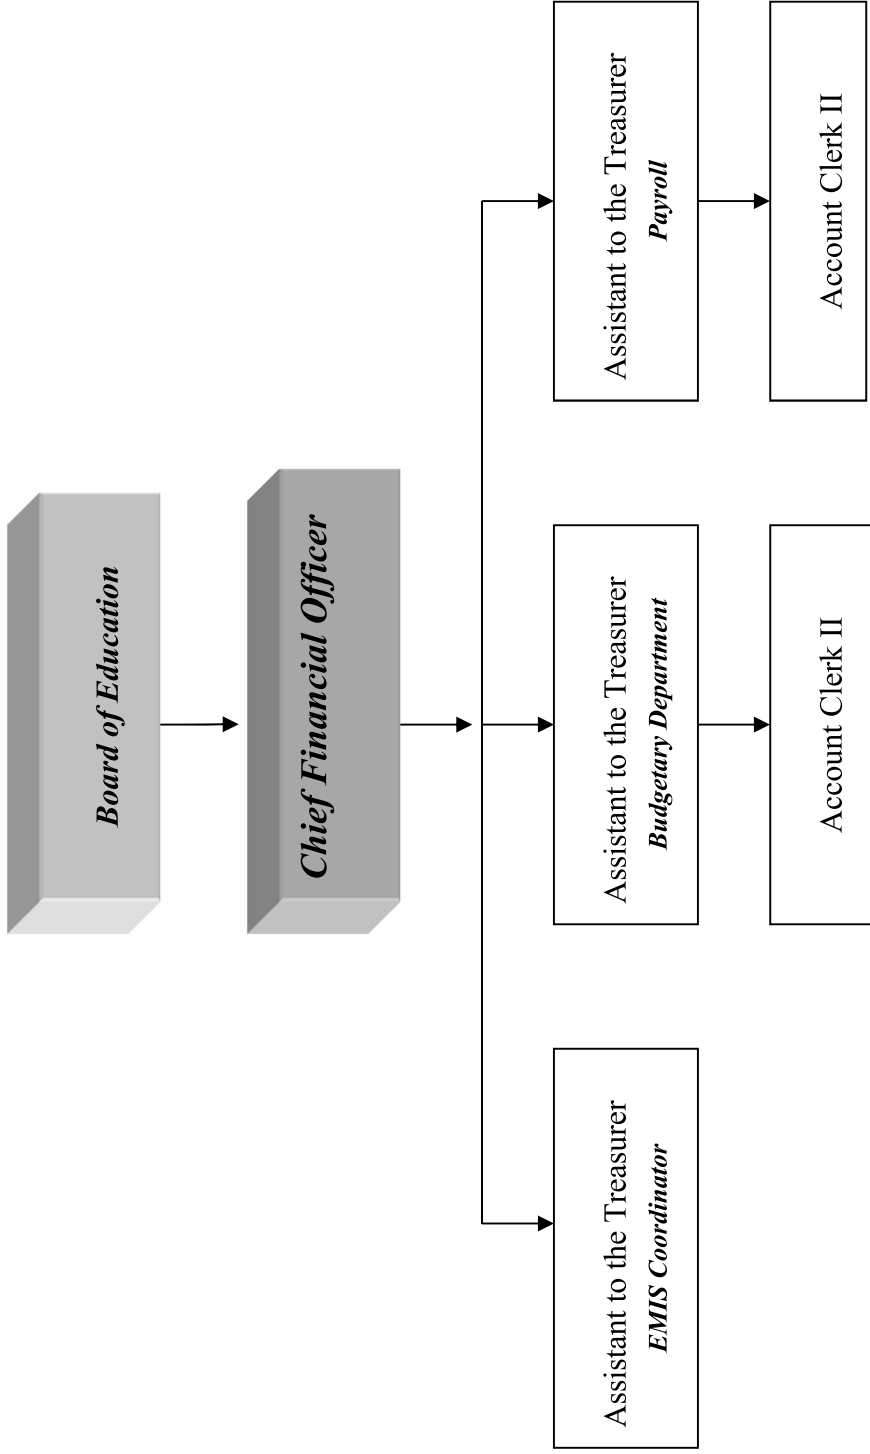 Board of Education
Chief Financial Officer
Assistant to the Treasurer
EMIS Coordinator
Assistant to the Treasurer
Budgetary Department
Assistant to the Treasurer
Payroll
Account Clerk II
Account Clerk II